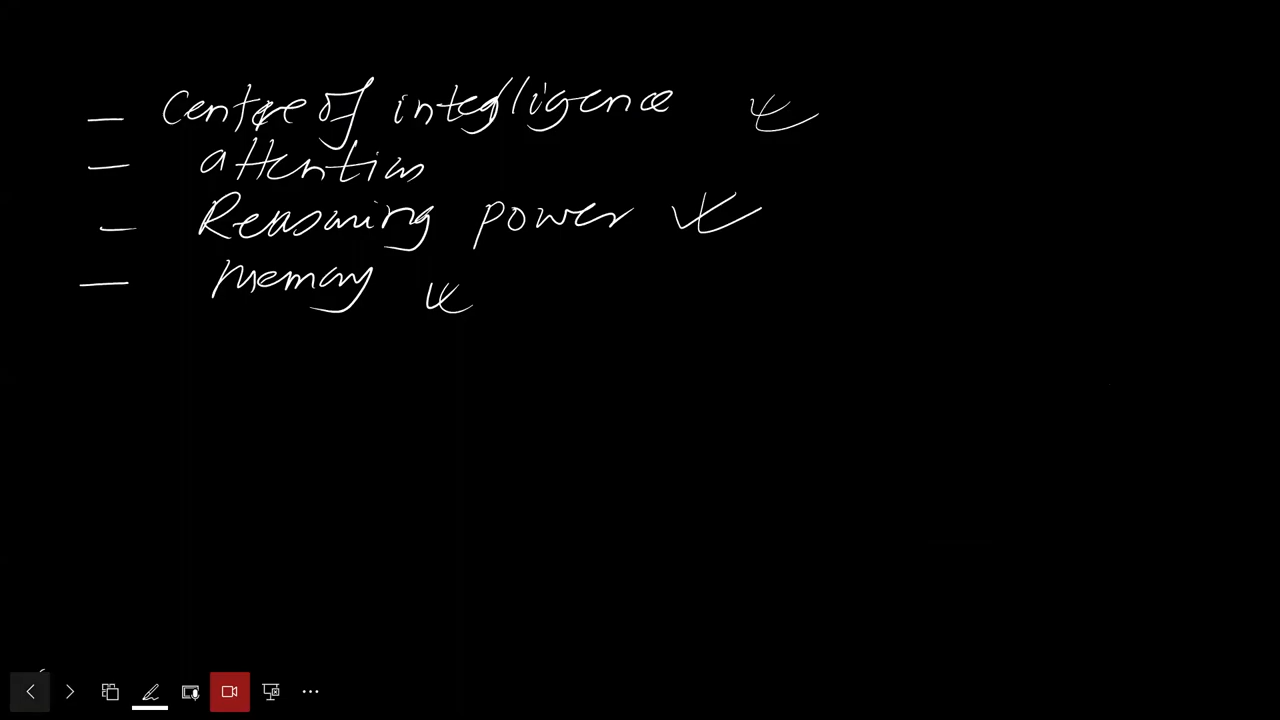 - Centre of intelligence
- attention
- Reasoning power
- memory